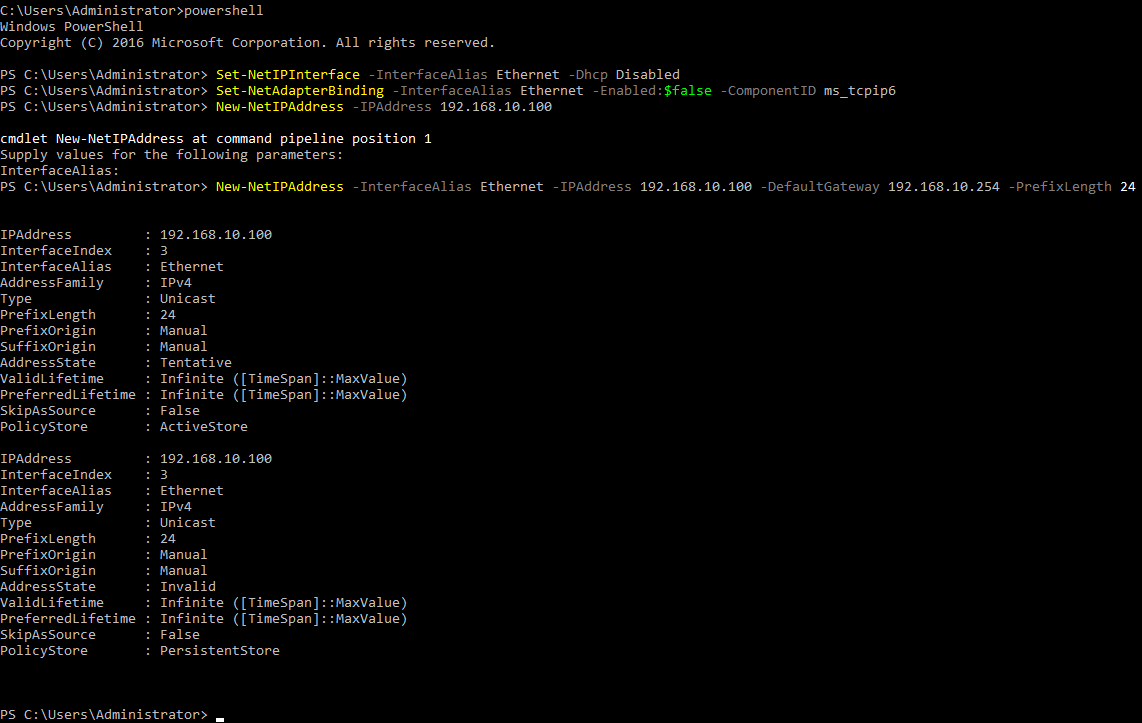 C:\Users\Administrator>powershell
Windows PowerShell
Copyright (C) 2016 Microsoft Corporation. All rights reserved.
PS C:\Users\Administrator> Set-NetIPInterface -InterfaceAlias Ethernet -Dhcp Disabled
PS C:\Users\Administrator> Set-NetAdapterBinding -InterfaceAlias Ethernet -Enabled:$false -ComponentID ms_tcpip6
PS C:\Users\Administrator> New-NetIPAddress -IPAddress 192.168.10.100
cmdlet New-NetIPAddress at command pipeline position 1
Supply values for the following parameters:
InterfaceAlias:
PS C:\Users\Administrator> New-NetIPAddress -InterfaceAlias Ethernet -IPAddress 192.168.10.100 -DefaultGateway 192.168.10.254 -PrefixLength 24
IPAddress         : 192.168.10.100
InterfaceIndex    : 3
InterfaceAlias    : Ethernet
AddressFamily     : IPv4
Type              : Unicast
PrefixLength      : 24
PrefixOrigin      : Manual
SuffixOrigin      : Manual
AddressState      : Tentative
ValidLifetime     : Infinite ([TimeSpan]::MaxValue)
PreferredLifetime : Infinite ([TimeSpan]::MaxValue)
SkipAsSource      : False
PolicyStore       : ActiveStore
IPAddress         : 192.168.10.100
InterfaceIndex    : 3
InterfaceAlias    : Ethernet
AddressFamily     : IPv4
Type              : Unicast
PrefixLength      : 24
PrefixOrigin      : Manual
SuffixOrigin      : Manual
AddressState      : Invalid
ValidLifetime     : Infinite ([TimeSpan]::MaxValue)
PreferredLifetime : Infinite ([TimeSpan]::MaxValue)
SkipAsSource      : False
PolicyStore       : PersistentStore
PS C:\Users\Administrator>